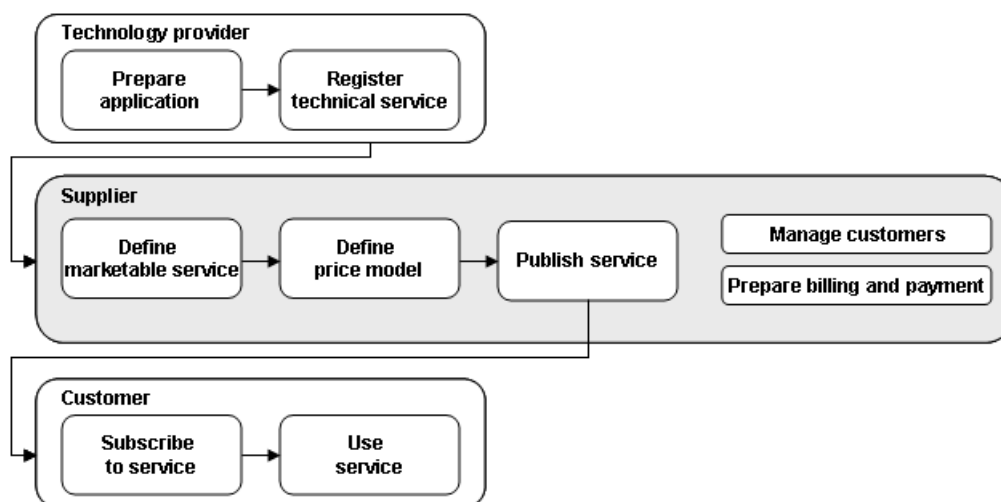 Technology provider
Prepare
application
Register
technical service
Supplier
Define
marketable service
Define
price model
Publish service
Manage customers
Prepare billing and payment
Customer
Subscribe
to service
Use
service